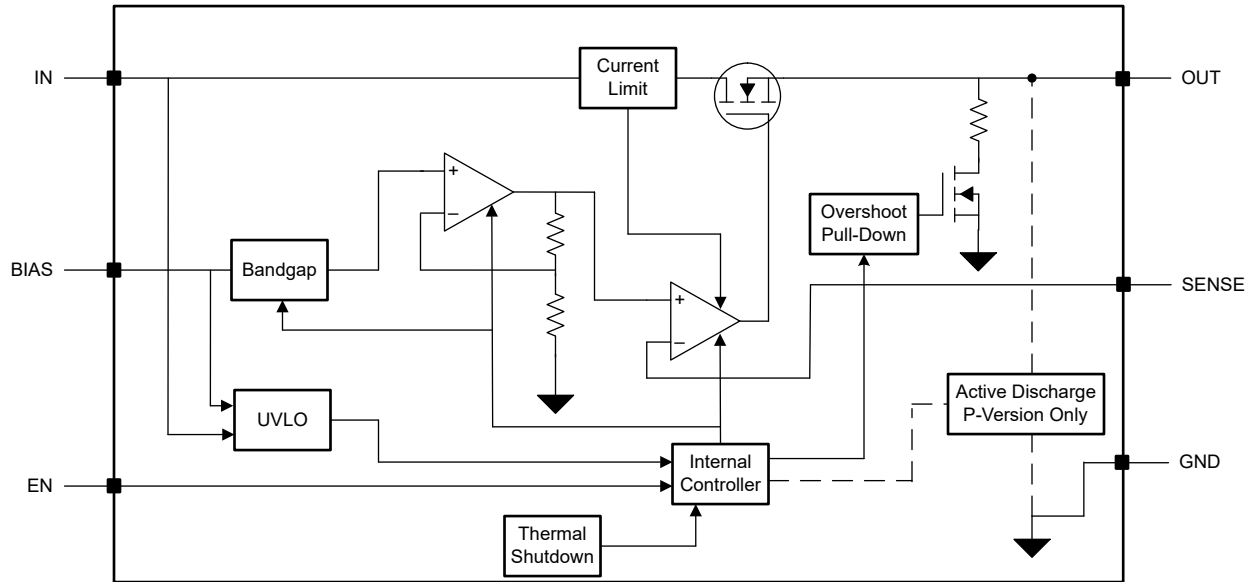 IN
Current
Limit
OUT
+
−
Overshoot
Pull-Down
BIAS
Bandgap
SENSE
+
−
Active Discharge
P-Version Only
UVLO
Internal
Controller
GND
EN
Thermal
Shutdown